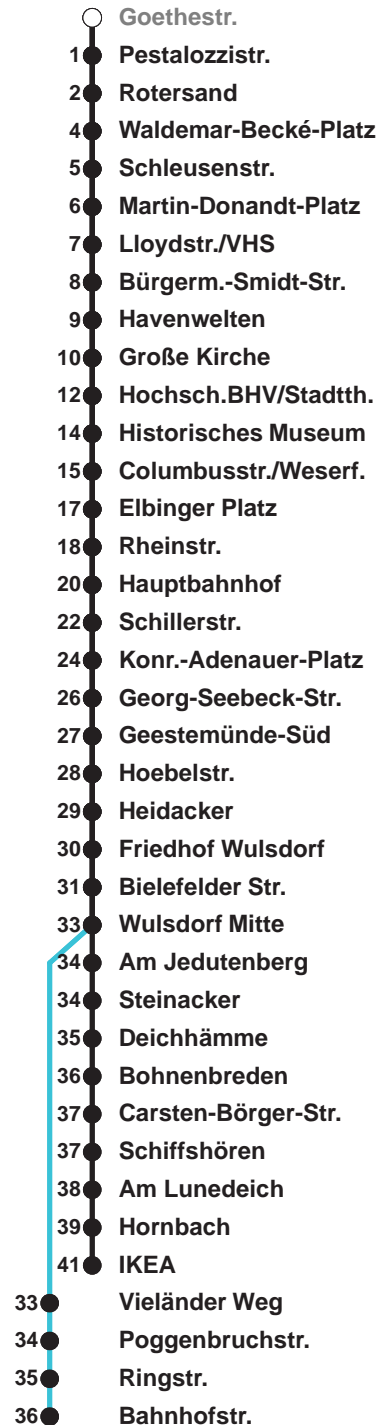 Goethestr.
1 Pestalozzistr.
2 Rotersand
4 Waldemar-Becké-Platz
5 Schleusenstr.
6 Martin-Donandt-Platz
7 Lloydstr./VHS
8 Bürgerm.-Smidt-Str.
9 Havenwelten
10 Große Kirche
12 Hochsch.BHV/Stadtth.
14 Historisches Museum
15 Columbusstr./Weserf.
17 Elbinger Platz
18 Rheinstr.
20 Hauptbahnhof
22 Schillerstr.
24 Konr.-Adenauer-Platz
26 Georg-Seebeck-Str.
27 Geestemünde-Süd
28 Hoebelstr.
29 Heidacker
30 Friedhof Wulsdorf
31 Bielefelder Str.
33 Wulsdorf Mitte
34 Am Jedutenberg
34 Steinacker
35 Deichhämme
36 Bohnenbreden
37 Carsten-Börger-Str.
37 Schiffshören
38 Am Lunedeich
39 Hornbach
41 IKEA
33 Vieländer Weg
34 Poggenbruchstr.
35 Ringstr.
36 Bahnhofstr.